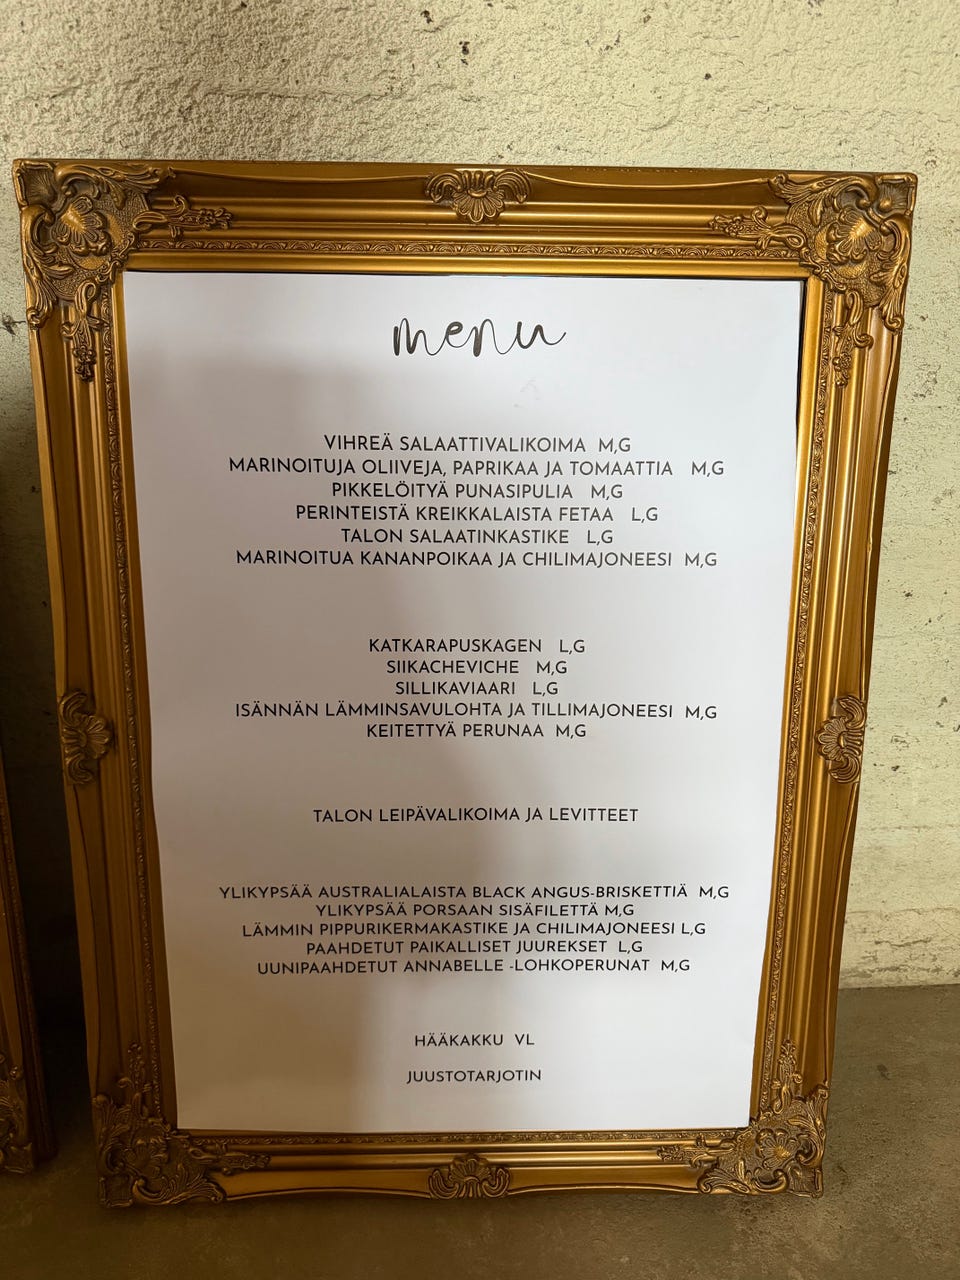 menu
VIHREÄ SALAATTIVALIKOIMA M,G
MARINOITUJA OLIIVEJA, PAPRIKAA JA TOMAATTIA M,G
PIKKELÖITYÄ PUNASIPULIA M,G
PERINTEISTÄ KREIKKALAISTA FETAA L,G
TALON SALAATINKASTIKE L,G
MARINOITUA KANANPOIKAA JA CHILIMAJONEESI M,G
KATKARAPUSKAGEN L,G
SIIKACHEVICHE M,G
SILLIKAVIAARI L,G
ISÄNNÄN LÄMMINSAVULOHTA JA TILLIMAJONEESI M,G
KEITETTYÄ PERUNAA M,G
TALON LEIPÄVALIKOIMA JA LEVITTEET
YLIKYPSÄÄ AUSTRALIALAISTA BLACK ANGUS-BRISKETTIÄ M,G
YLIKYPSÄÄ PORSAAN SISÄFILETTÄ M,G
LÄMMIN PIPPURIKERMAKASTIKE JA CHILIMAJONEESI L,G
PAAHDETUT PAIKALLISET JUUREKSET L,G
UUNIPAAHDETUT ANNABELLE -LOHKOPERUNAT M,G
HÄÄKAKKU VL
JUUSTOTARJOTIN